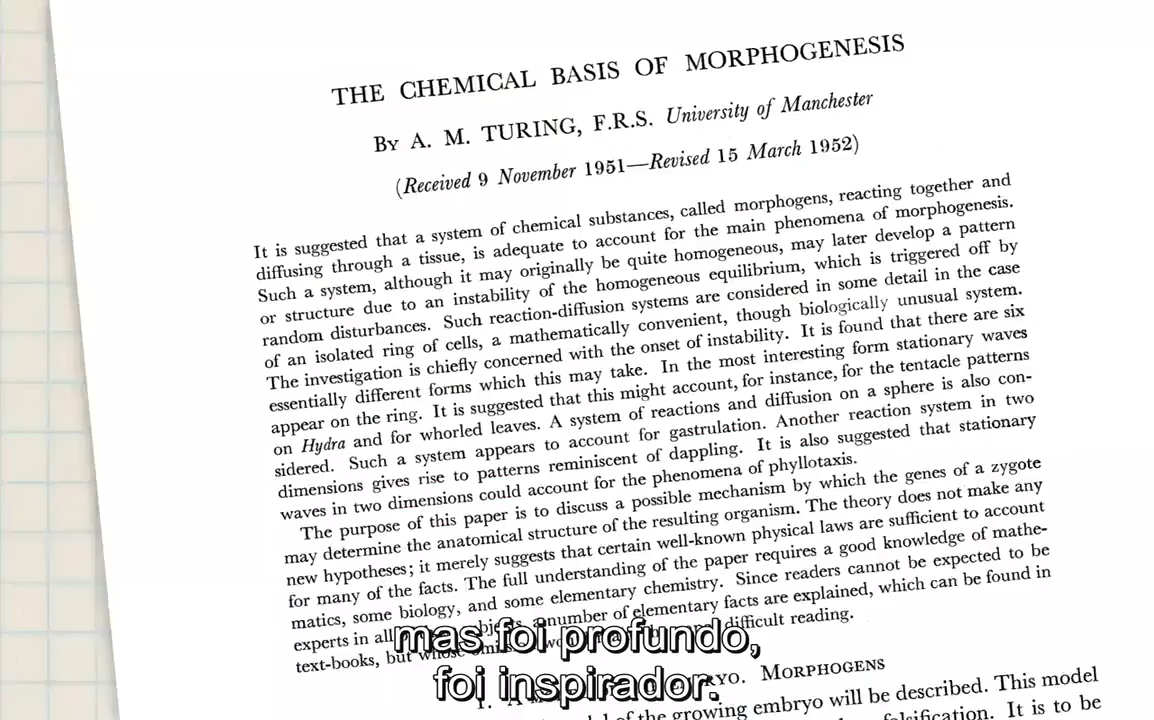 THE CHEMICAL BASIS OF MORPHOGENESIS
BY A. M. TURING, F.R.S. University of Manchester
(Received 9 November 1951—Revised 15 March 1952)
It is suggested that a system of chemical substances, called morphogens, reacting together and
diffusing through a tissue, is adequate to account for the main phenomena of morphogenesis.
Such a system, although it may originally be quite homogeneous, may later develop a pattern
or structure due to an instability of the homogeneous equilibrium, which is triggered off by
random disturbances. Such reaction-diffusion systems are considered in some detail in the case
of an isolated ring of cells, a mathematically convenient, though biologically unusual system.
The investigation is chiefly concerned with the onset of instability. It is found that there are six
essentially different forms which this may take. In the most interesting form stationary waves
appear on the ring. It is suggested that this might account, for instance, for the tentacle patterns
on Hydra and for whorled leaves. A system of reactions and diffusion on a sphere is also con-
sidered. Such a system appears to account for gastrulation. Another reaction system in two
dimensions gives rise to patterns reminiscent of dappling. It is also suggested that stationary
waves in two dimensions could account for the phenomena of phyllotaxis.
The purpose of this paper is to discuss a possible mechanism by which the genes of a zygote
may determine the anatomical structure of the resulting organism. The theory does not make any
new hypotheses; it merely suggests that certain well-known physical laws are sufficient to account
for many of the facts. The full understanding of the paper requires a good knowledge of mathe-
matics, some biology, and some elementary chemistry. Since readers cannot be expected to be
experts in all number of elementary facts are explained, which can be found in
text-books, but whose difficult reading.
mas foi profundo,
foi inspirador.
1. MORPHOGENS
of the growing embryo will be described. This model
falsification. It is to be